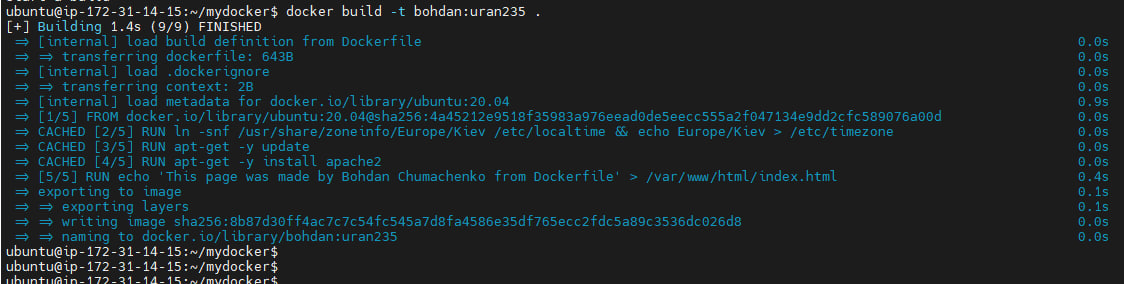 ubuntu@ip-172-31-14-15:~/mydocker$ docker build -t bohdan:uran235 .
[+] Building 1.4s (9/9) FINISHED
=> [internal] load build definition from Dockerfile 0.0s
=> => transferring dockerfile: 643B 0.0s
=> [internal] load .dockerignore 0.0s
=> => transferring context: 2B 0.0s
=> [internal] load metadata for docker.io/library/ubuntu:20.04 0.9s
=> [1/5] FROM docker.io/library/ubuntu:20.04@sha256:4a45212e9518f35983a976eead0de5eecc555a2f047134e9dd2cfc589076a00d 0.0s
=> CACHED [2/5] RUN ln -snf /usr/share/zoneinfo/Europe/Kiev /etc/localtime && echo Europe/Kiev > /etc/timezone 0.0s
=> CACHED [3/5] RUN apt-get -y update 0.0s
=> CACHED [4/5] RUN apt-get -y install apache2 0.0s
=> [5/5] RUN echo 'This page was made by Bohdan Chumachenko from Dockerfile' > /var/www/html/index.html 0.4s
=> exporting to image 0.1s
=> => exporting layers 0.1s
=> => writing image sha256:8b87d30ff4ac7c7c54fc545a7d8fa4586e35df765ecc2fdc5a89c3536dc026d8 0.0s
=> => naming to docker.io/library/bohdan:uran235 0.0s
ubuntu@ip-172-31-14-15:~/mydocker$
ubuntu@ip-172-31-14-15:~/mydocker$
ubuntu@ip-172-31-14-15:~/mydocker$